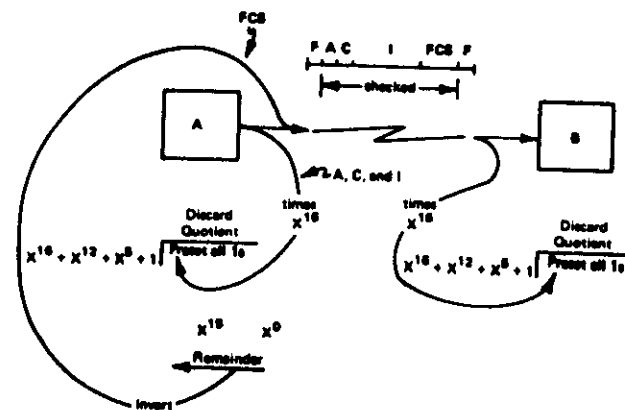 FCS
F A C I FCS F
checked
A
B
A, C, and I
times
X¹⁶
times
X¹⁶
Discard
Quotient
X¹⁶ + X¹² + X⁵ + 1 Preset all 1s
Discard
Quotient
X¹⁶ + X¹² + X⁵ + 1 Preset all 1s
X¹⁵ X⁰
Remainder
Invert